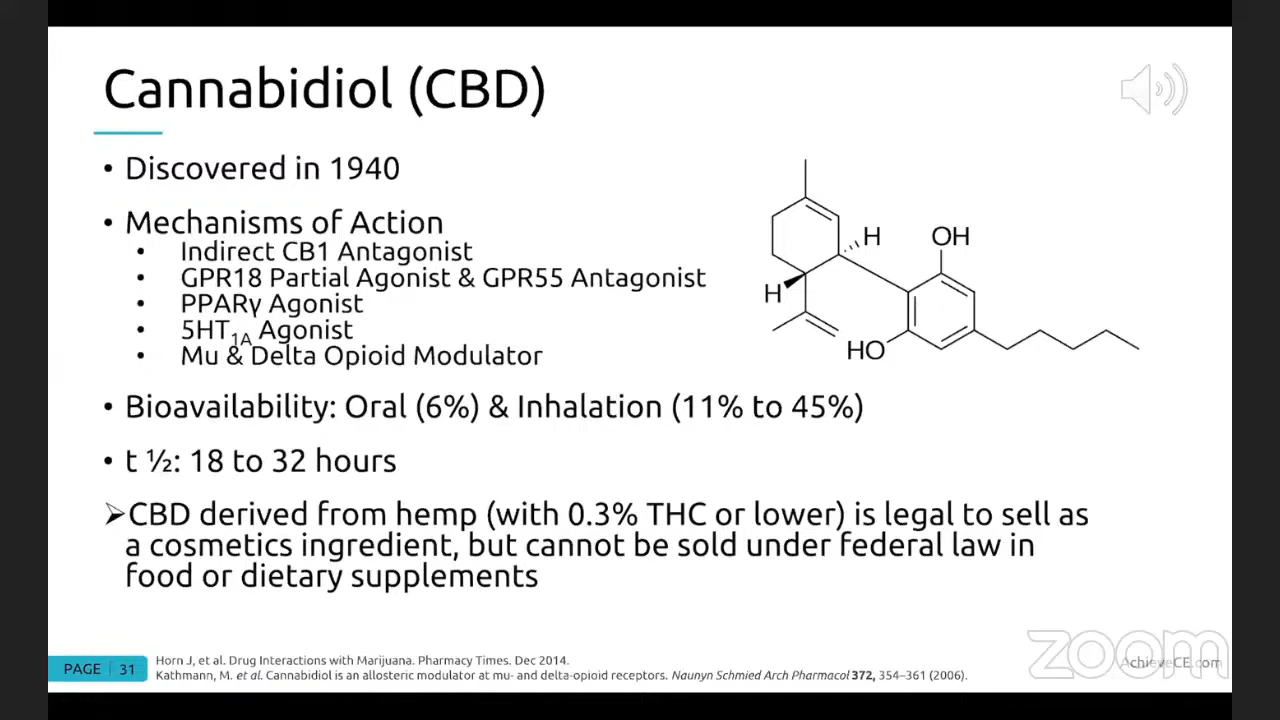 Cannabidiol (CBD)
• Discovered in 1940
• Mechanisms of Action
• Indirect CB1 Antagonist
• GPR18 Partial Agonist & GPR55 Antagonist
• PPARγ Agonist
• 5HT1A Agonist
• Mu & Delta Opioid Modulator
H
OH
H
HO
• Bioavailability: Oral (6%) & Inhalation (11% to 45%)
• t ½: 18 to 32 hours
➢CBD derived from hemp (with 0.3% THC or lower) is legal to sell as
a cosmetics ingredient, but cannot be sold under federal law in
food or dietary supplements
PAGE | 31
Horn J, et al. Drug Interactions with Marijuana. Pharmacy Times. Dec 2014.
Kathmann, M. et al. Cannabidiol is an allosteric modulator at mu- and delta-opioid receptors. Naunyn Schmied Arch Pharmacol 372, 354–361 (2006).
zoom
AchieveCE.com